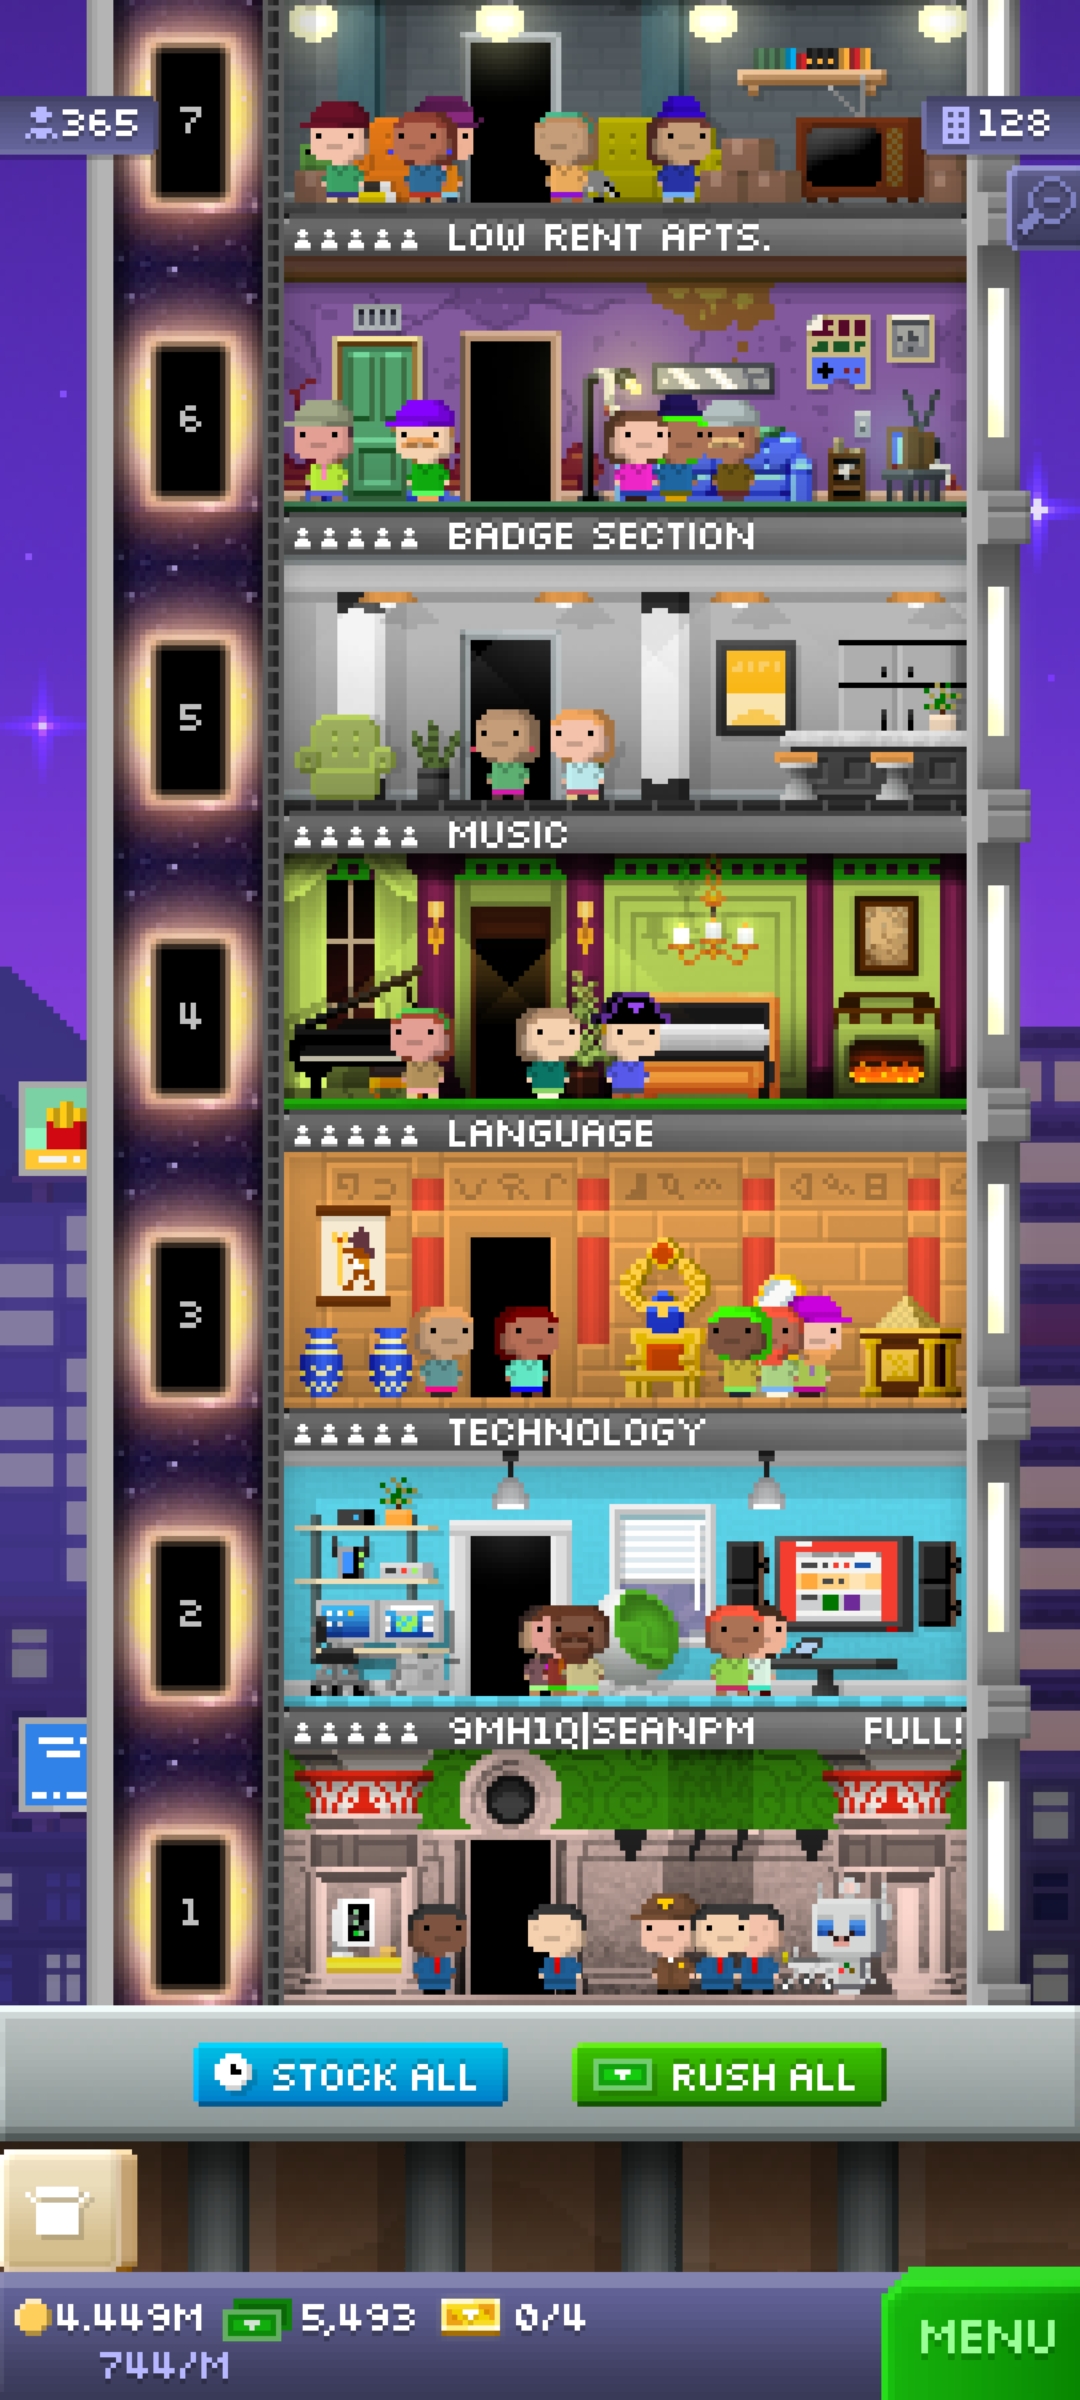 7
365
128
LOW RENT APTS.
6
BADGE SECTION
5
MUSIC
4
LANGUAGE
3
TECHNOLOGY
2
9MH1Q|SEANPM FULL!
1
STOCK ALL
RUSH ALL
4.449M 5,493 0/4
744/M
MENU